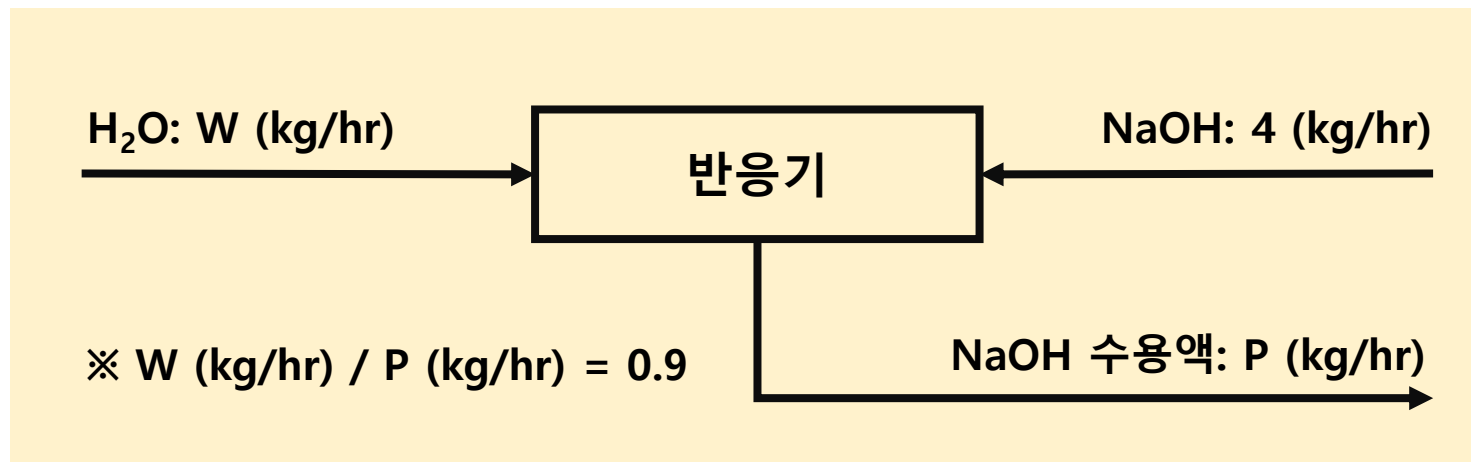 H₂O: W (kg/hr)
NaOH: 4 (kg/hr)
반응기
※ W (kg/hr) / P (kg/hr) = 0.9
NaOH 수용액: P (kg/hr)